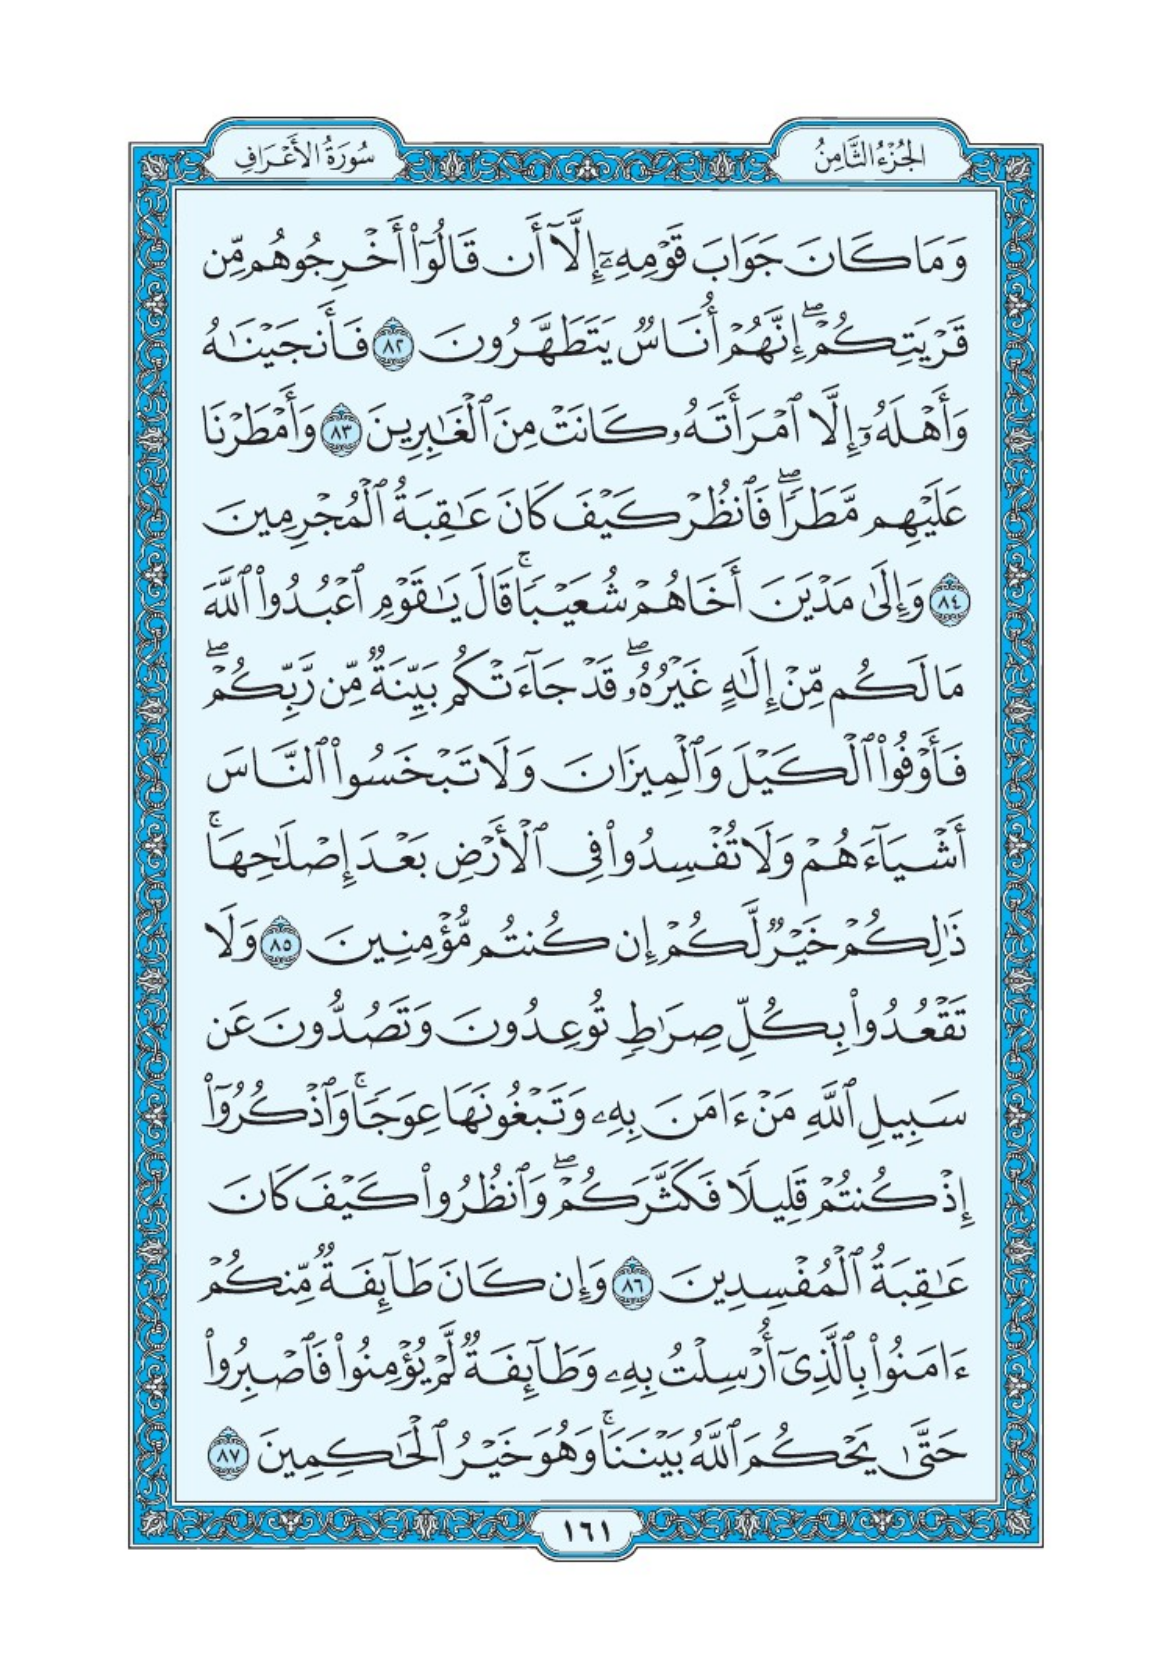 الجُزْءُ الثَّامِنُ
سُورَةُ الأَعْرَافِ
وَمَا كَانَ جَوَابَ قَوْمِهِۦٓ إِلَّآ أَن قَالُوٓا۟ أَخْرِجُوهُم مِّن
قَرْيَتِكُمْ ۖ إِنَّهُمْ أُنَاسٌ يَتَطَهَّرُونَ ٨٢ فَأَنجَيْنَٰهُ
وَأَهْلَهُۥٓ إِلَّا ٱمْرَأَتَهُۥ كَانَتْ مِنَ ٱلْغَٰبِرِينَ ٨٣ وَأَمْطَرْنَا
عَلَيْهِم مَّطَرًا ۖ فَٱنظُرْ كَيْفَ كَانَ عَٰقِبَةُ ٱلْمُجْرِمِينَ
٨٤ وَإِلَىٰ مَدْيَنَ أَخَاهُمْ شُعَيْبًا ۚ قَالَ يَٰقَوْمِ ٱعْبُدُوا۟ ٱللَّهَ
مَا لَكُم مِّنْ إِلَٰهٍ غَيْرُهُۥ ۖ قَدْ جَآءَتْكُم بَيِّنَةٌ مِّن رَّبِّكُمْ ۖ
فَأَوْفُوا۟ ٱلْكَيْلَ وَٱلْمِيزَانَ وَلَا تَبْخَسُوا۟ ٱلنَّاسَ
أَشْيَآءَهُمْ وَلَا تُفْسِدُوا۟ فِى ٱلْأَرْضِ بَعْدَ إِصْلَٰحِهَا ۚ
ذَٰلِكُمْ خَيْرٌ لَّكُمْ إِن كُنتُم مُّؤْمِنِينَ ٨٥ وَلَا
تَقْعُدُوا۟ بِكُلِّ صِرَٰطٍ تُوعِدُونَ وَتَصُدُّونَ عَن
سَبِيلِ ٱللَّهِ مَنْ ءَامَنَ بِهِۦ وَتَبْغُونَهَا عِوَجًا ۚ وَٱذْكُرُوٓا۟
إِذْ كُنتُمْ قَلِيلًا فَكَثَّرَكُمْ ۖ وَٱنظُرُوا۟ كَيْفَ كَانَ
عَٰقِبَةُ ٱلْمُفْسِدِينَ ٨٦ وَإِن كَانَ طَآئِفَةٌ مِّنكُمْ
ءَامَنُوا۟ بِٱلَّذِىٓ أُرْسِلْتُ بِهِۦ وَطَآئِفَةٌ لَّمْ يُؤْمِنُوا۟ فَٱصْبِرُوا۟
حَتَّىٰ يَحْكُمَ ٱللَّهُ بَيْنَنَا ۚ وَهُوَ خَيْرُ ٱلْحَٰكِمِينَ ٨٧
١٦١